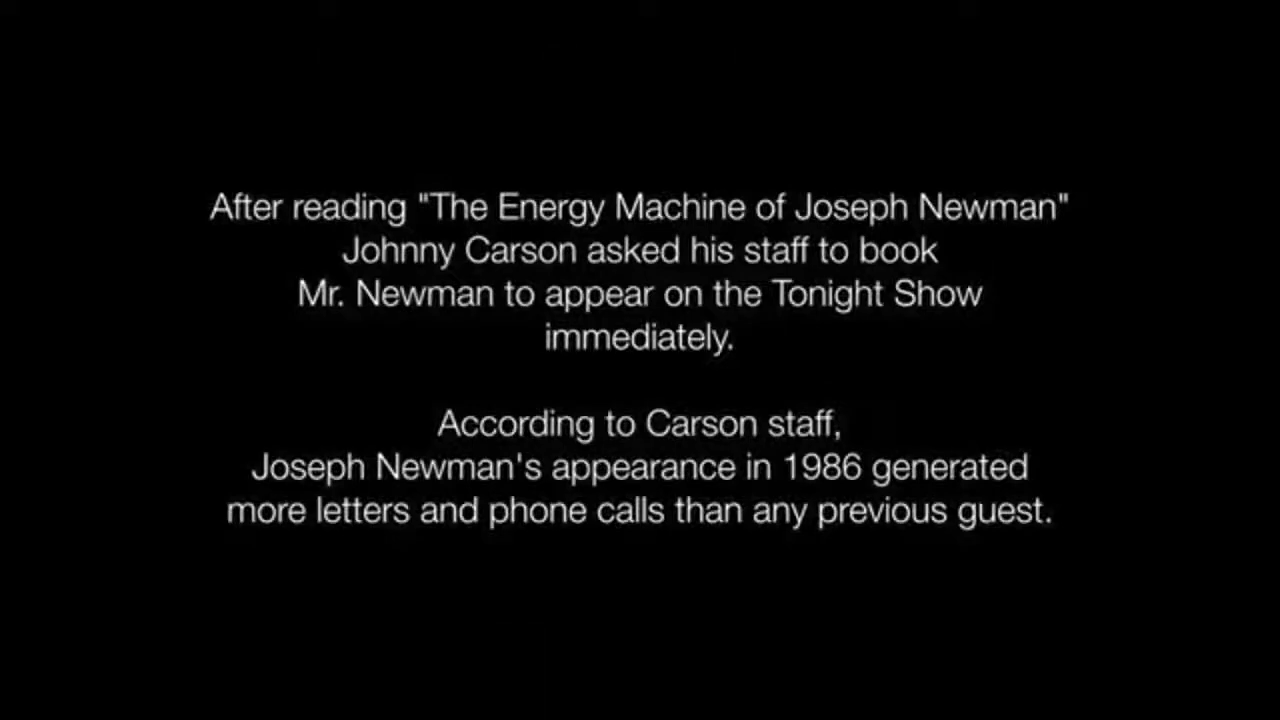 After reading "The Energy Machine of Joseph Newman"
Johnny Carson asked his staff to book
Mr. Newman to appear on the Tonight Show
immediately.
According to Carson staff,
Joseph Newman's appearance in 1986 generated
more letters and phone calls than any previous guest.